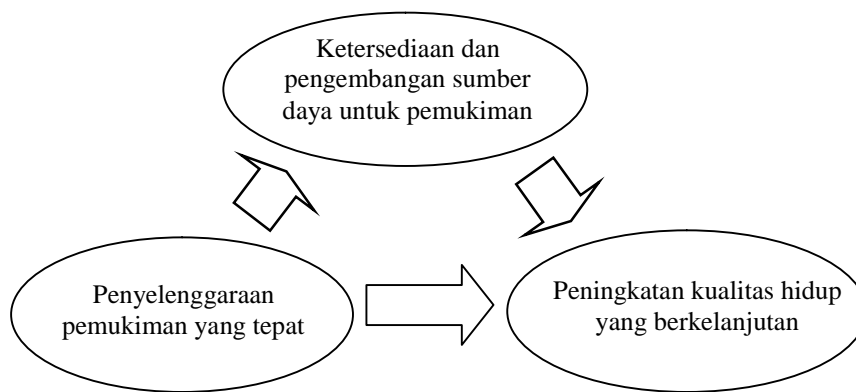 Ketersediaan dan
pengembangan sumber
daya untuk pemukiman
Penyelenggaraan
pemukiman yang tepat
Peningkatan kualitas hidup
yang berkelanjutan